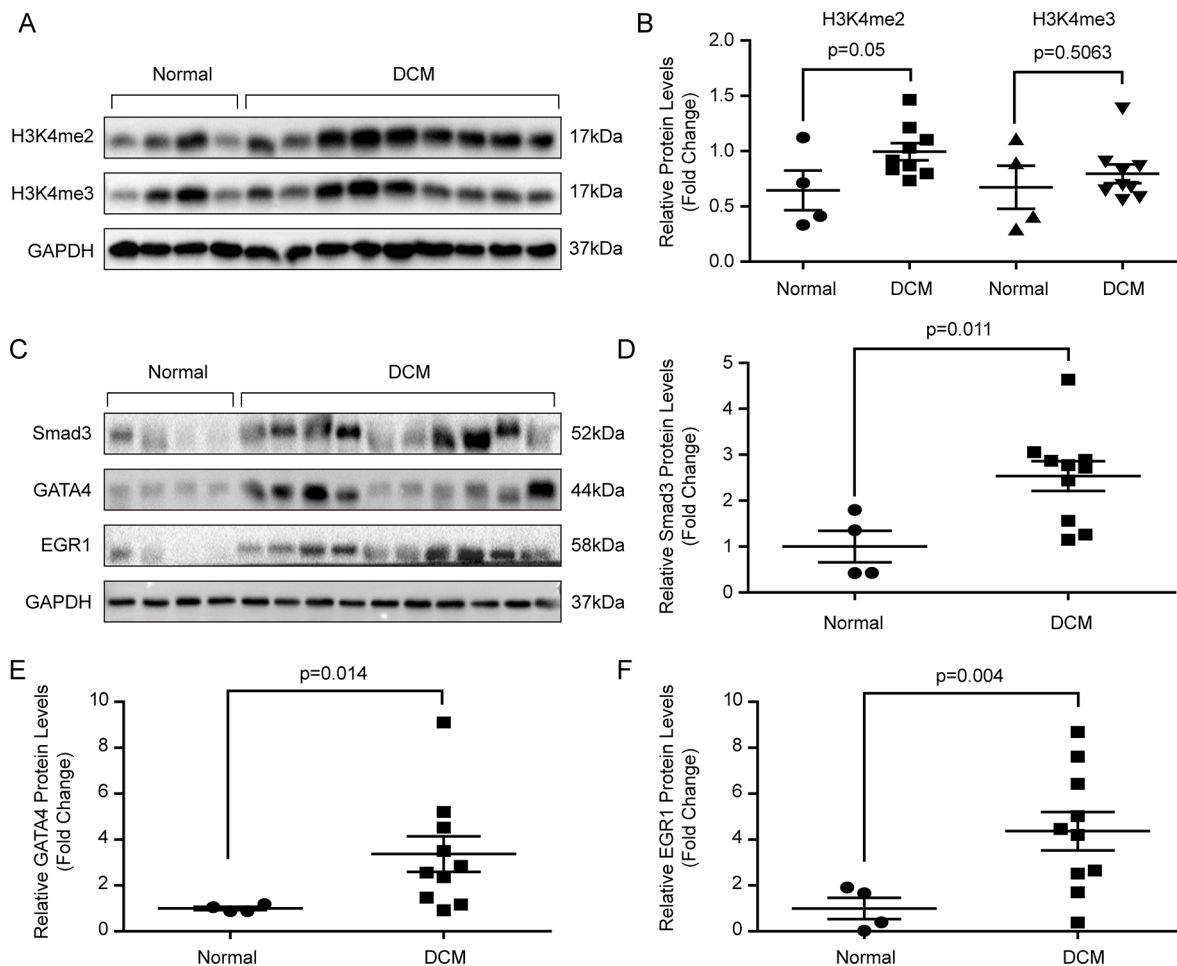 A
Normal
DCM
H3K4me2
17kDa
H3K4me3
17kDa
GAPDH
37kDa
B
H3K4me2
H3K4me3
p=0.05
p=0.5063
Relative Protein Levels
(Fold Change)
2.0
1.5
1.0
0.5
0.0
Normal
DCM
Normal
DCM
C
Normal
DCM
Smad3
52kDa
GATA4
44kDa
EGR1
58kDa
GAPDH
37kDa
D
p=0.011
Relative Smad3 Protein Levels
(Fold Change)
5
4
3
2
1
0
Normal
DCM
E
p=0.014
Relative GATA4 Protein Levels
(Fold Change)
10
8
6
4
2
0
Normal
DCM
F
p=0.004
Relative EGR1 Protein Levels
(Fold Change)
10
8
6
4
2
0
Normal
DCM